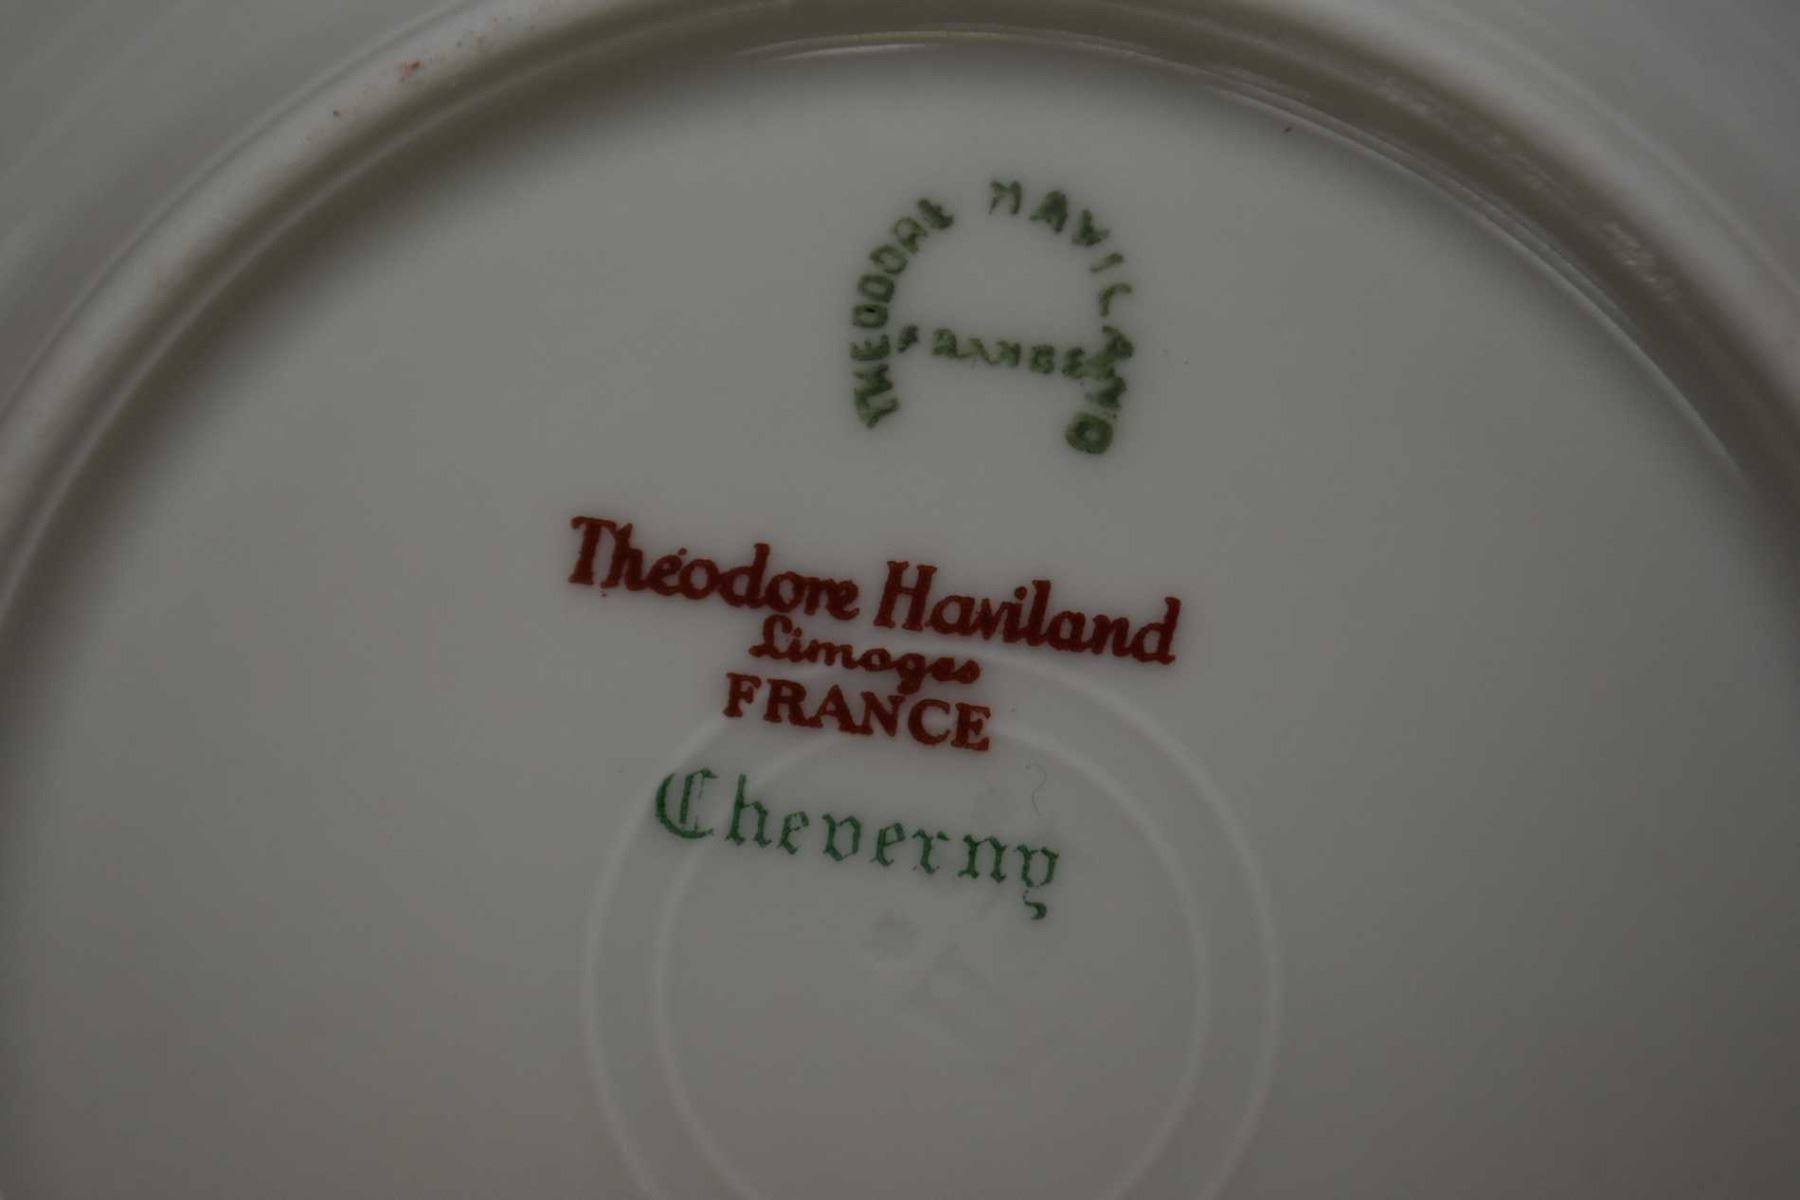 THEODORE HAVILAND
FRANCE
Théodore Haviland
Limoges
FRANCE
Cheverny